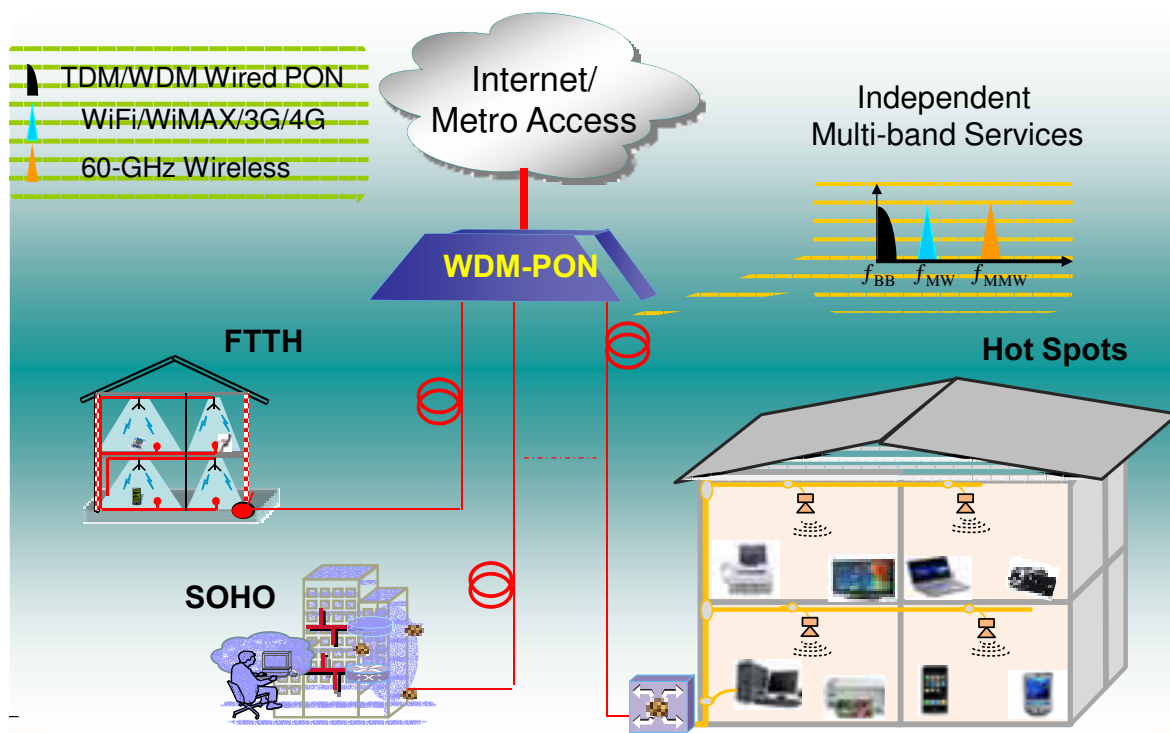 TDM/WDM Wired PON
WiFi/WiMAX/3G/4G
60-GHz Wireless
Internet/
Metro Access
Independent
Multi-band Services
fBB fMW fMMW
WDM-PON
FTTH
Hot Spots
SOHO